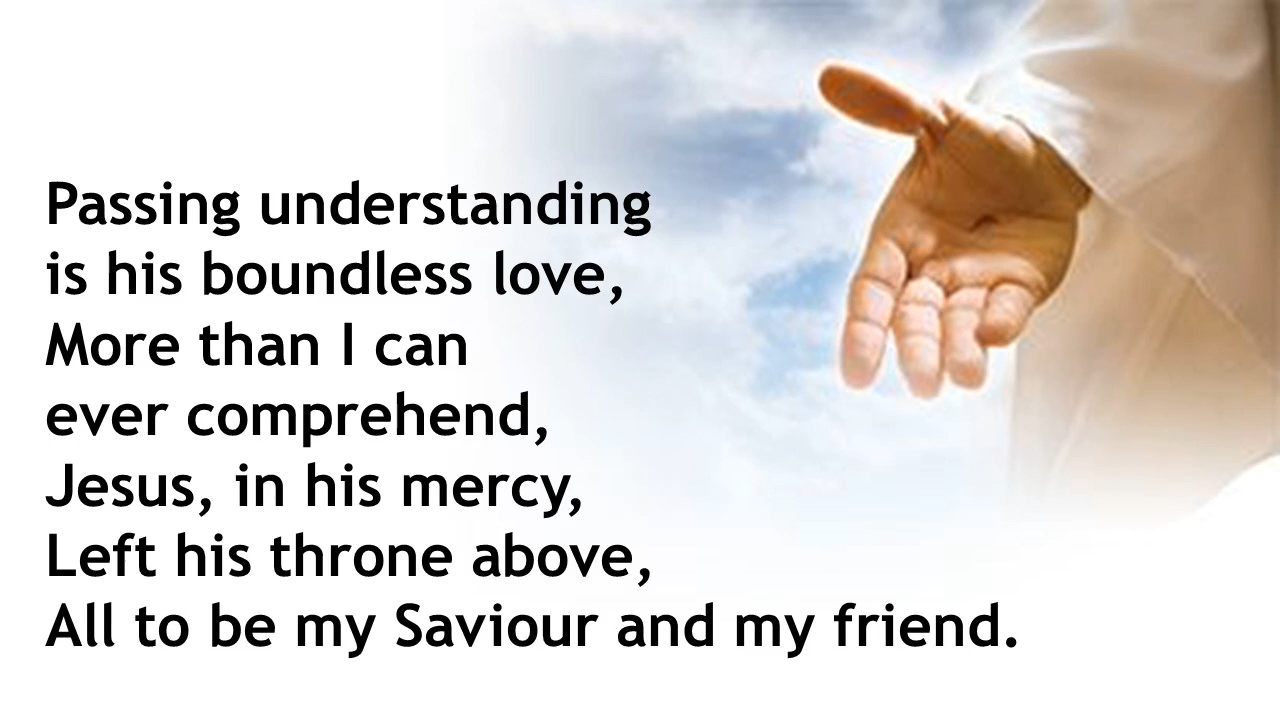 Passing understanding
is his boundless love,
More than I can
ever comprehend,
Jesus, in his mercy,
Left his throne above,
All to be my Saviour and my friend.